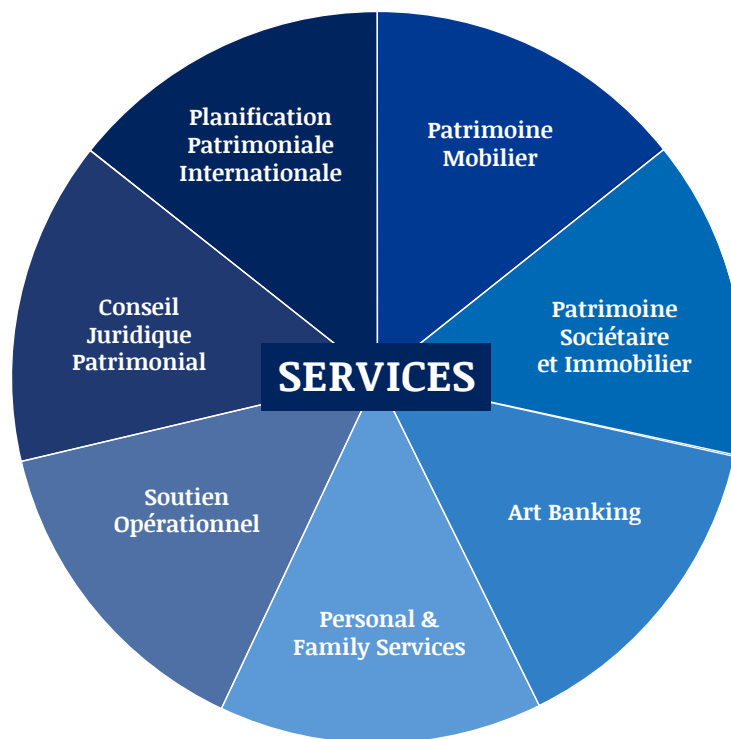 Planification
Patrimoniale
Internationale
Patrimoine
Mobilier
Conseil
Juridique
Patrimonial
Patrimoine
Sociétaire
et Immobilier
SERVICES
Soutien
Opérationnel
Art Banking
Personal &
Family Services